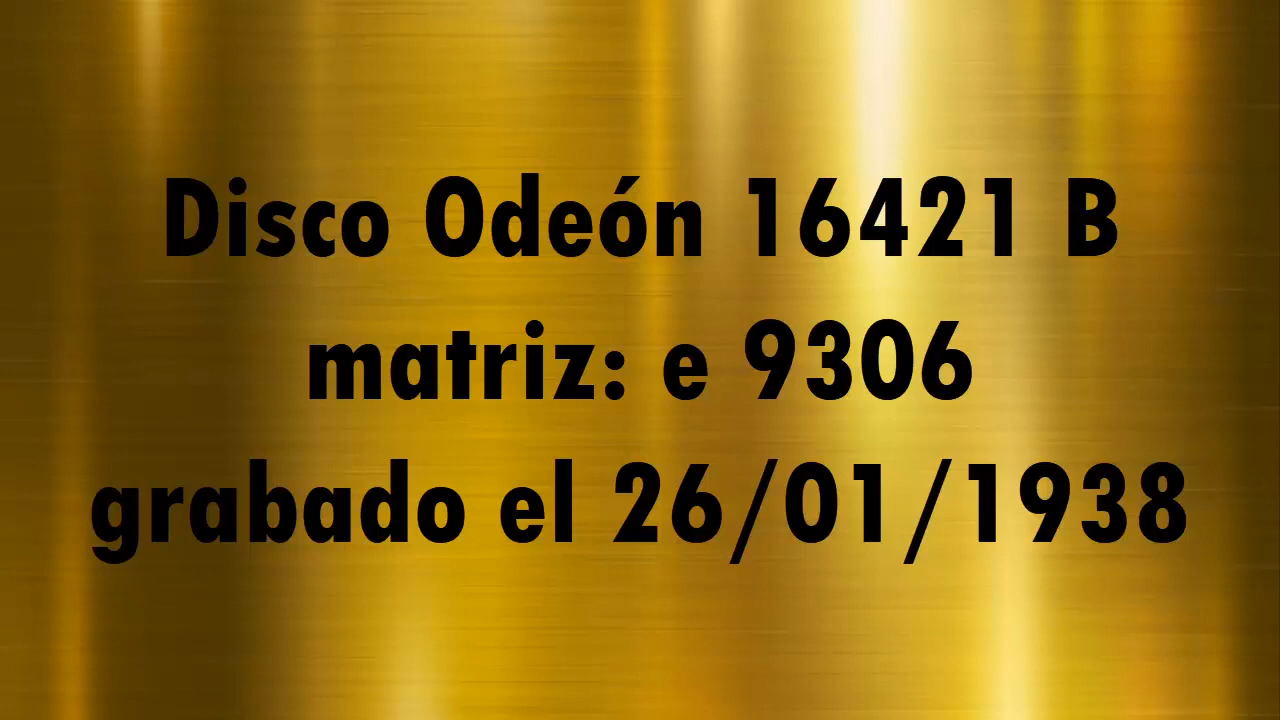 Disco Odeón 16421 B
matriz: e 9306
grabado el 26/01/1938